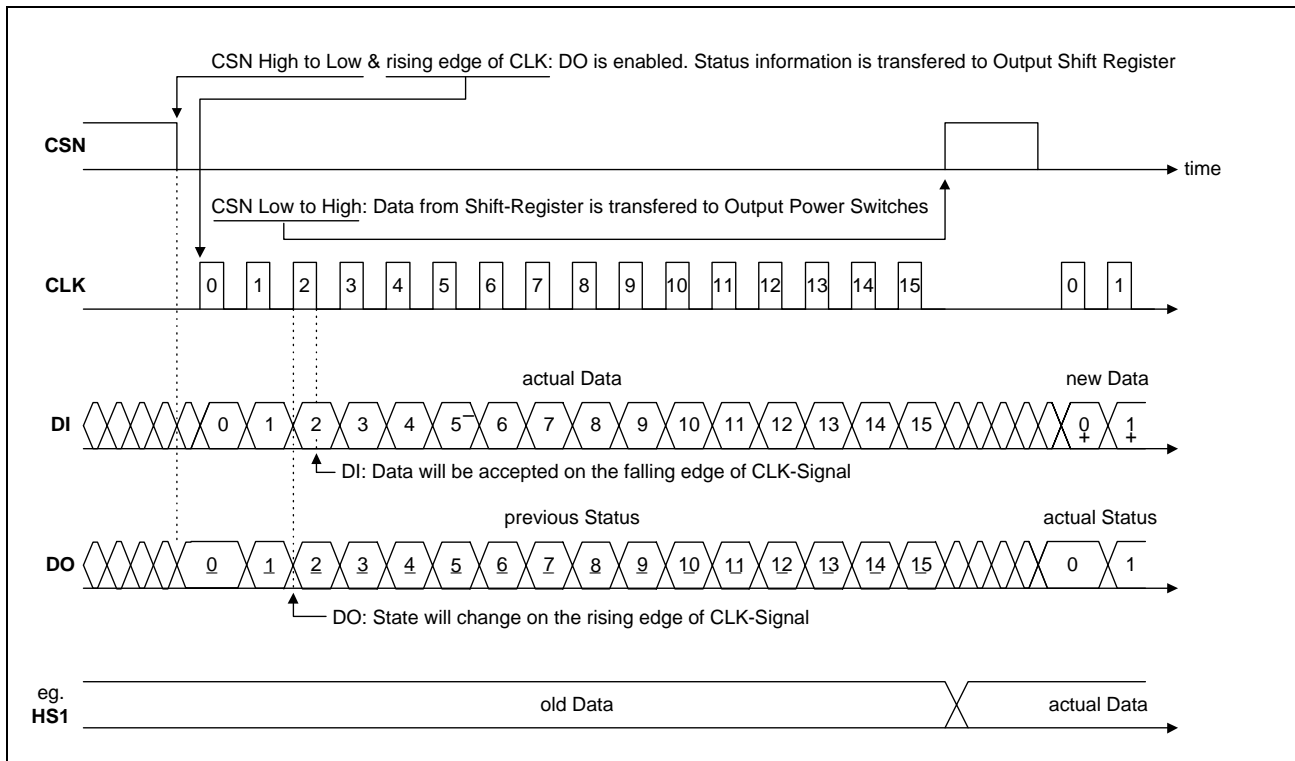 CSN High to Low & rising edge of CLK: DO is enabled. Status information is transfered to Output Shift Register
CSN
time
CSN Low to High: Data from Shift-Register is transfered to Output Power Switches
CLK
0 1 2 3 4 5 6 7 8 9 10 11 12 13 14 15 0 1
actual Data new Data
DI
0 1 2 3 4 5 6 7 8 9 10 11 12 13 14 15 0 1
+ +
DI: Data will be accepted on the falling edge of CLK-Signal
previous Status actual Status
DO
0 1 2 3 4 5 6 7 8 9 10 11 12 13 14 15 0 1
DO: State will change on the rising edge of CLK-Signal
eg.
HS1
old Data actual Data